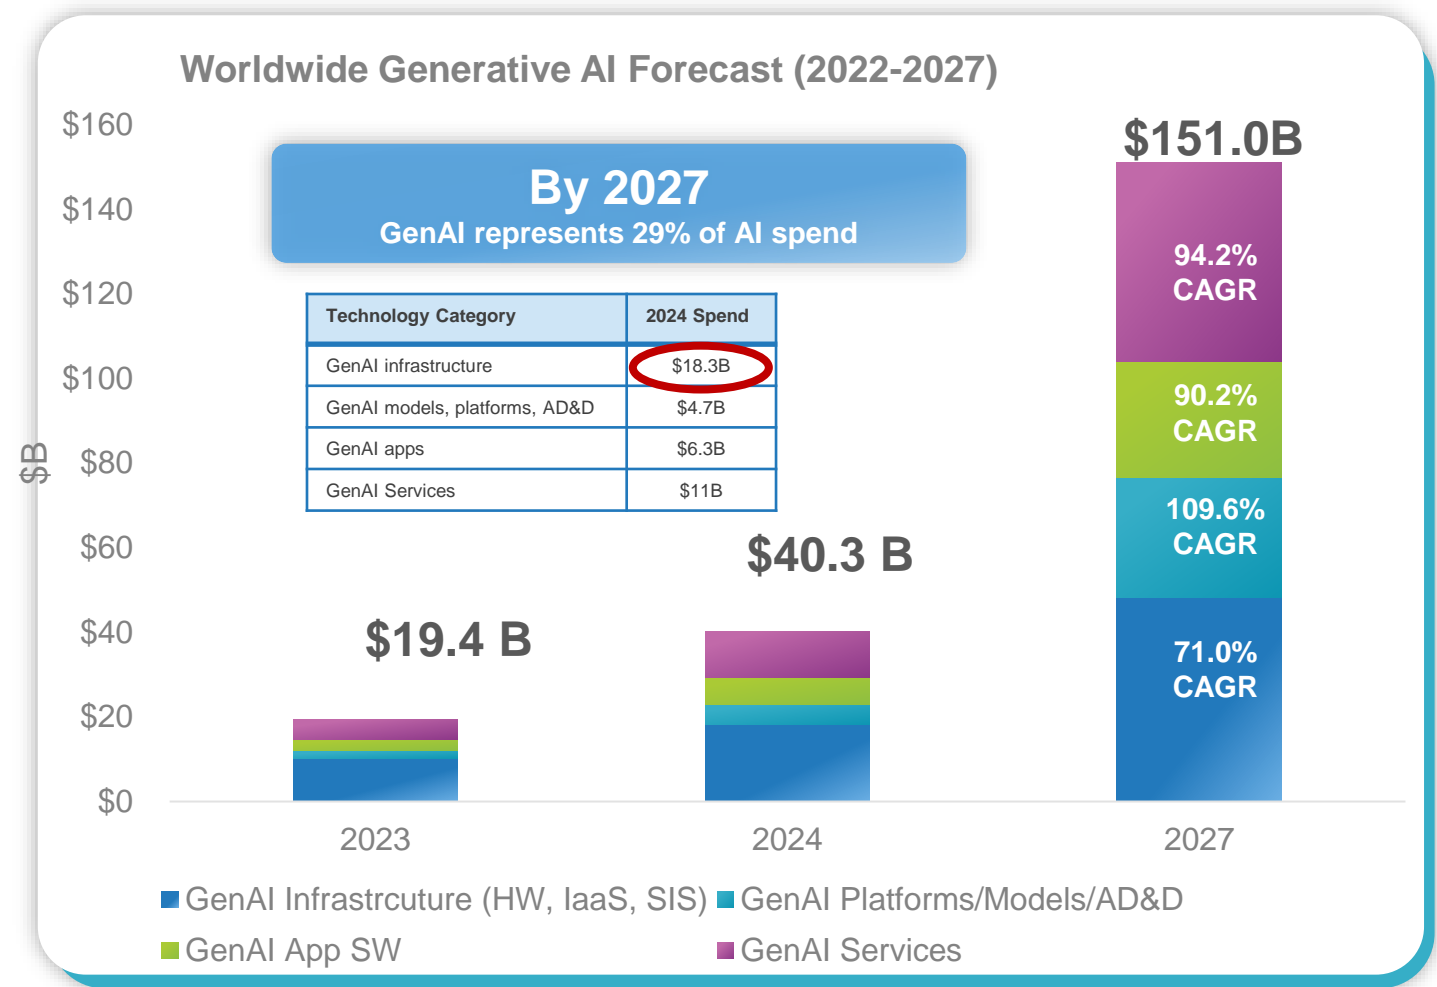 Worldwide Generative AI Forecast (2022-2027)
$160
$140
$120
$100
$80
$60
$40
$20
$0
$B
By 2027
GenAI represents 29% of AI spend
Technology Category 2024 Spend
GenAI infrastructure $18.3B
GenAI models, platforms, AD&D $4.7B
GenAI apps $6.3B
GenAI Services $11B
$19.4 B
$40.3 B
$151.0B
94.2%
CAGR
90.2%
CAGR
109.6%
CAGR
71.0%
CAGR
2023 2024 2027
GenAI Infrastrcuture (HW, IaaS, SIS) GenAI Platforms/Models/AD&D
GenAI App SW GenAI Services